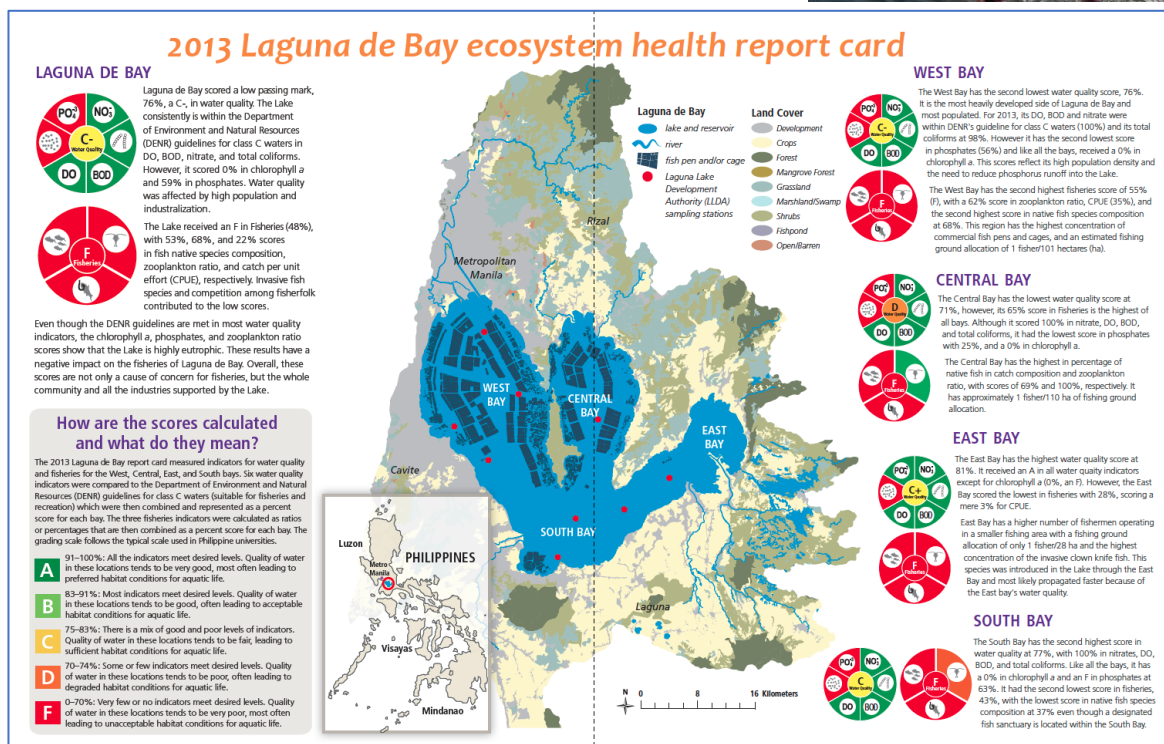 2013 Laguna de Bay ecosystem health report card
LAGUNA DE BAY
PO₄⁻³
NO₃⁻
C-
Water Quality
DO
BOD
Laguna de Bay scored a low passing mark,
76%, a C-, in water quality. The Lake
consistently is within the Department
of Environment and Natural Resources
(DENR) guidelines for class C waters in
DO, BOD, nitrate, and total coliforms.
However, it scored 0% in chlorophyll a
and 59% in phosphates. Water quality
was affected by high population and
industrialization.
F
Fisheries
The Lake received an F in Fisheries (48%),
with 53%, 68%, and 22% scores
in fish native species composition,
zooplankton ratio, and catch per unit
effort (CPUE), respectively. Invasive fish
species and competition among fisherfolk
contributed to the low scores.
Even though the DENR guidelines are met in most water quality
indicators, the chlorophyll a, phosphates, and zooplankton ratio
scores show that the Lake is highly eutrophic. These results have a
negative impact on the fisheries of Laguna de Bay. Overall, these
scores are not only a cause of concern for fisheries, but the whole
community and all the industries supported by the Lake.
How are the scores calculated
and what do they mean?
The 2013 Laguna de Bay report card measured indicators for water quality
and fisheries for the West, Central, East, and South bays. Six water quality
indicators were compared to the Department of Environment and Natural
Resources (DENR) guidelines for class C waters (suitable for fisheries and
recreation) which were then combined and represented as a percent
score for each bay. The three fisheries indicators were calculated as ratios
or percentages that are then combined as a percent score for each bay. The
grading scale follows the typical scale used in Philippine universities.
A
91–100%: All the indicators meet desired levels. Quality of water
in these locations tends to be very good, most often leading to
preferred habitat conditions for aquatic life.
B
83–91%: Most indicators meet desired levels. Quality of water
in these locations tends to be good, often leading to acceptable
habitat conditions for aquatic life.
C
75–83%: There is a mix of good and poor levels of indicators.
Quality of water in these locations tends to be fair, leading to
sufficient habitat conditions for aquatic life.
D
70–74%: Some or few indicators meet desired levels. Quality
of water in these locations tends to be poor, often leading to
degraded habitat conditions for aquatic life.
F
0–70%: Very few or no indicators meet desired levels. Quality
of water in these locations tends to be very poor, most often
leading to unacceptable habitat conditions for aquatic life.
Laguna de Bay
lake and reservoir
river
fish pen and/or cage
Laguna Lake
Development
Authority (LLDA)
sampling stations
Land Cover
Development
Crops
Forest
Mangrove Forest
Grassland
Marshland/Swamp
Shrubs
Fishpond
Open/Barren
Rizal
Metropolitan
Manila
WEST
BAY
CENTRAL
BAY
EAST
BAY
Cavite
SOUTH BAY
Laguna
Luzon
PHILIPPINES
Metro
Manila
Visayas
Mindanao
N
0 8 16 Kilometers
WEST BAY
PO₄⁻³
NO₃⁻
C-
Water Quality
DO
BOD
The West Bay has the second lowest water quality score, 76%.
It is the most heavily developed side of Laguna de Bay and
most populated. For 2013, its DO, BOD and nitrate were
within DENR's guideline for class C waters (100%) and its total
coliforms at 98%. However it has the second lowest score
in phosphates (56%) and like all the bays, received a 0% in
chlorophyll a. This scores reflect its high population density and
the need to reduce phosphorus runoff into the Lake.
F
Fisheries
The West Bay has the second highest fisheries score of 55%
(F), with a 62% score in zooplankton ratio, CPUE (35%), and
the second highest score in native fish species composition
at 68%. This region has the highest concentration of
commercial fish pens and cages, and an estimated fishing
ground allocation of 1 fisher/101 hectares (ha).
CENTRAL BAY
PO₄⁻³
NO₃⁻
D
Water Quality
DO
BOD
The Central Bay has the lowest water quality score at
71%, however, its 65% score in Fisheries is the highest of
all bays. Although it scored 100% in nitrate, DO, BOD,
and total coliforms, it had the lowest score in phosphates
with 25%, and a 0% in chlorophyll a.
F
Fisheries
The Central Bay has the highest in percentage of
native fish in catch composition and zooplankton
ratio, with scores of 69% and 100%, respectively. It
has approximately 1 fisher/110 ha of fishing ground
allocation.
EAST BAY
PO₄⁻³
NO₃⁻
C+
Water Quality
DO
BOD
The East Bay has the highest water quality score at
81%. It received an A in all water quaity indicators
except for chlorophyll a (0%, an F). However, the East
Bay scored the lowest in fisheries with 28%, scoring a
mere 3% for CPUE.
F
Fisheries
East Bay has a higher number of fishermen operating
in a smaller fishing area with a fishing ground
allocation of only 1 fisher/28 ha and the highest
concentration of the invasive clown knife fish. This
species was introduced in the Lake through the East
Bay and most likely propagated faster because of
the East bay's water quality.
SOUTH BAY
PO₄⁻³
NO₃⁻
C
Water Quality
DO
BOD
F
Fisheries
The South Bay has the second highest score in
water quality at 77%, with 100% in nitrates, DO,
BOD, and total coliforms. Like all the bays, it has
a 0% in chlorophyll a and an F in phosphates at
63%. It had the second lowest score in fisheries,
43%, with the lowest score in native fish species
composition at 37% even though a designated
fish sanctuary is located within the South Bay.